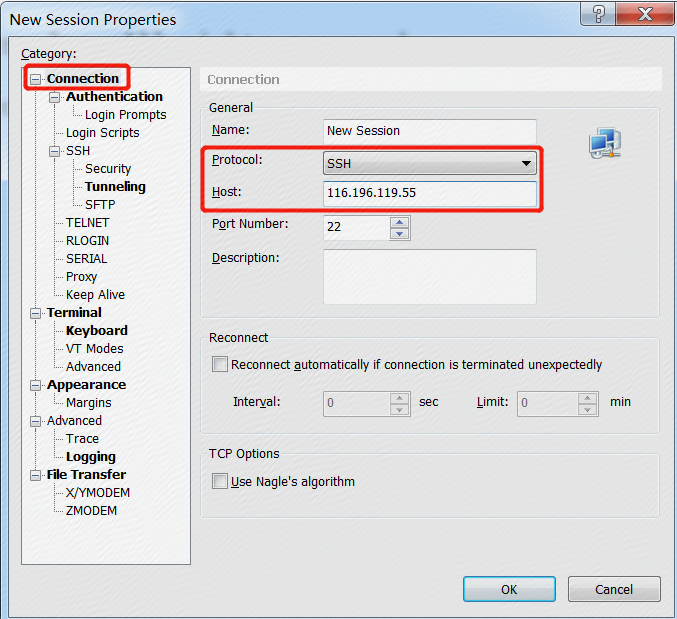 New Session Properties
Category:
Connection
Authentication
Login Prompts
Login Scripts
SSH
Security
Tunneling
SFTP
TELNET
RLOGIN
SERIAL
Proxy
Keep Alive
Terminal
Keyboard
VT Modes
Advanced
Appearance
Margins
Advanced
Trace
Logging
File Transfer
X/YMODEM
ZMODEM
Connection
General
Name: New Session
Protocol: SSH
Host: 116.196.119.55
Port Number: 22
Description:
Reconnect
Reconnect automatically if connection is terminated unexpectedly
Interval: 0 sec Limit: 0 min
TCP Options
Use Nagle's algorithm
OK Cancel